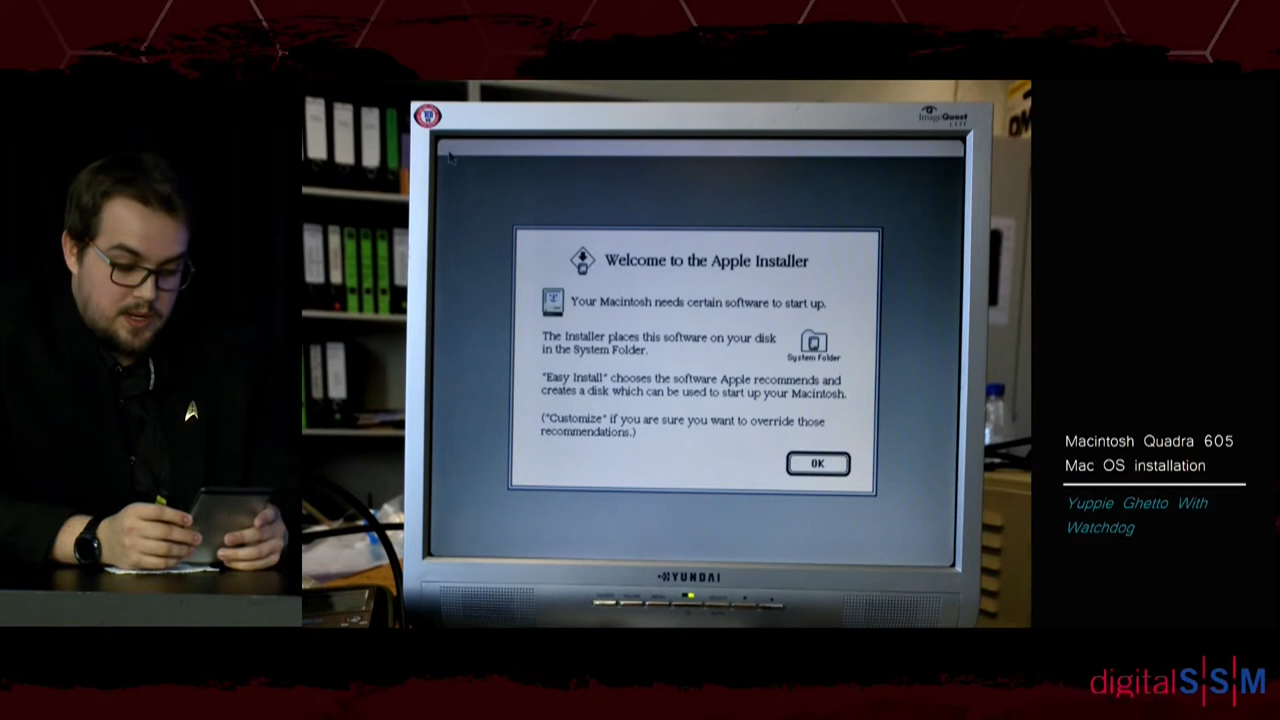 ImageQuest
Welcome to the Apple Installer
Your Macintosh needs certain software to start up.
The Installer places this software on your disk
in the System Folder.
System Folder
"Easy Install" chooses the software Apple recommends and
creates a disk which can be used to start up your Macintosh.
("Customize" if you are sure you want to override those
recommendations.)
OK
HYUNDAI
Macintosh Quadra 605
Mac OS installation
Yuppie Ghetto With
Watchdog
digitalSSM